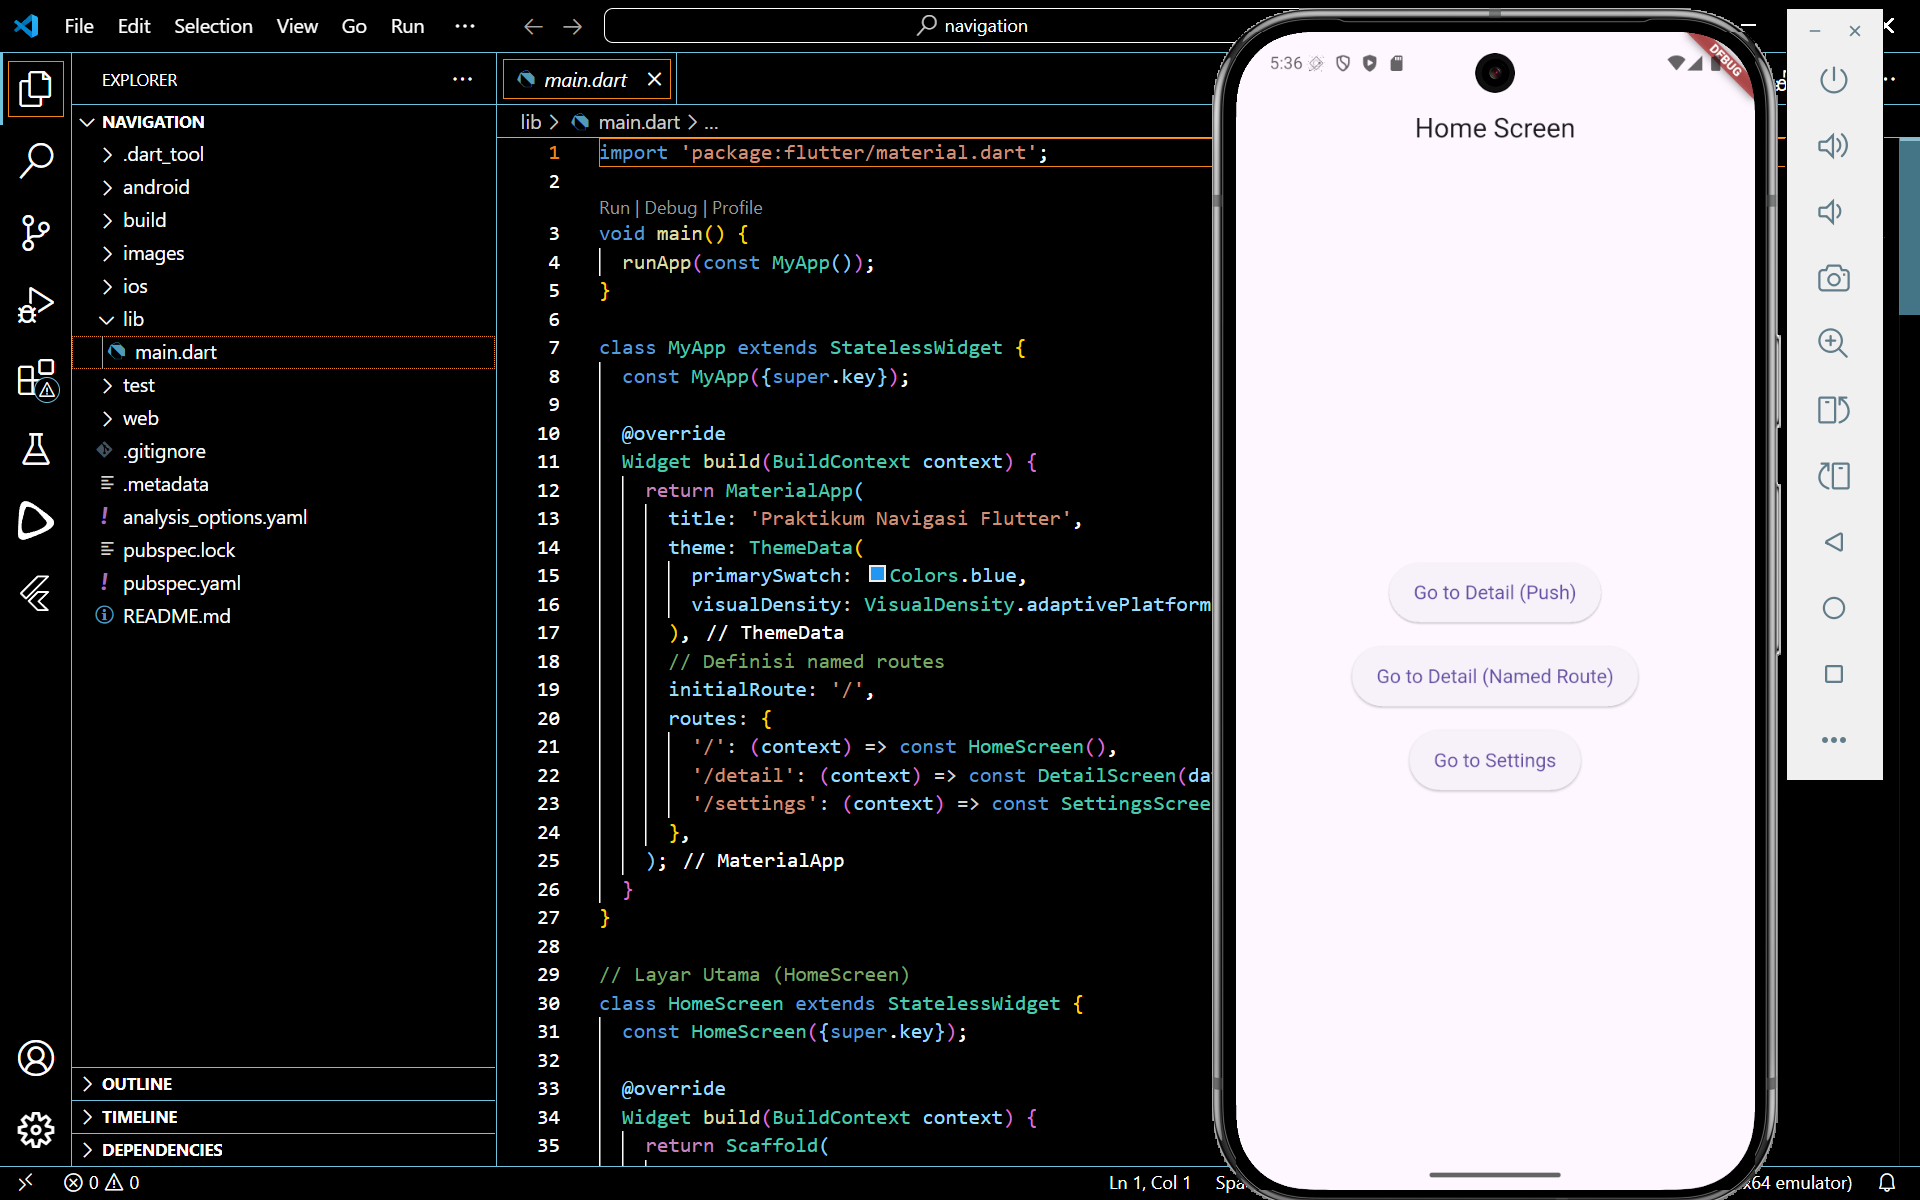 File Edit Selection View Go Run ...
navigation
EXPLORER
NAVIGATION
.dart_tool
android
build
images
ios
lib
main.dart
test
web
.gitignore
.metadata
analysis_options.yaml
pubspec.lock
pubspec.yaml
README.md
OUTLINE
TIMELINE
DEPENDENCIES
main.dart
lib > main.dart > ...
1 import 'package:flutter/material.dart';
2
Run | Debug | Profile
3 void main() {
4 runApp(const MyApp());
5 }
6
7 class MyApp extends StatelessWidget {
8 const MyApp({super.key});
9
10 @override
11 Widget build(BuildContext context) {
12 return MaterialApp(
13 title: 'Praktikum Navigasi Flutter',
14 theme: ThemeData(
15 primarySwatch: Colors.blue,
16 visualDensity: VisualDensity.adaptivePlatform
17 ), // ThemeData
18 // Definisi named routes
19 initialRoute: '/',
20 routes: {
21 '/': (context) => const HomeScreen(),
22 '/detail': (context) => const DetailScreen(da
23 '/settings': (context) => const SettingsScree
24 },
25 ); // MaterialApp
26 }
27 }
28
29 // Layar Utama (HomeScreen)
30 class HomeScreen extends StatelessWidget {
31 const HomeScreen({super.key});
32
33 @override
34 Widget build(BuildContext context) {
35 return Scaffold(
5:36
DEBUG
Home Screen
Go to Detail (Push)
Go to Detail (Named Route)
Go to Settings
0 0
Ln 1, Col 1
Spa
x64 emulator)